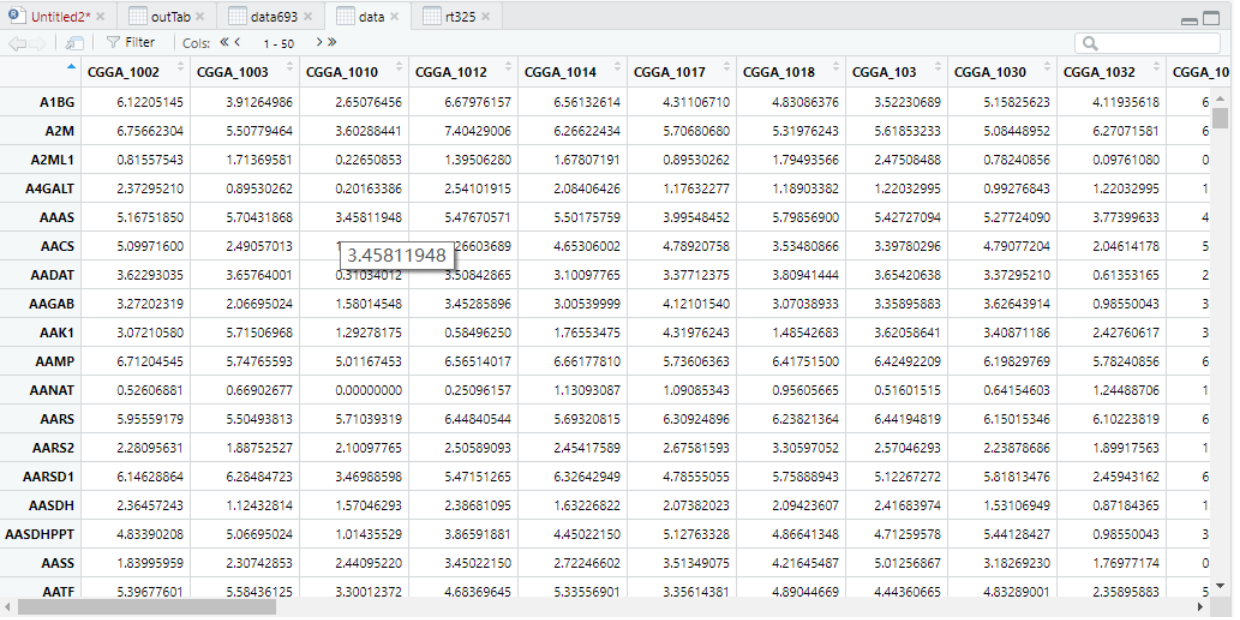 Untitled2* × outTab × data693 × data × rt325 ×
Filter Cols: « < 1 - 50 > »
CGGA_1002 CGGA_1003 CGGA_1010 CGGA_1012 CGGA_1014 CGGA_1017 CGGA_1018 CGGA_103 CGGA_1030 CGGA_1032 CGGA_10
A1BG 6.12205145 3.91264986 2.65076456 6.67976157 6.56132614 4.31106710 4.83086376 3.52230689 5.15825623 4.11935618 6
A2M 6.75662304 5.50779464 3.60288441 7.40429006 6.26622434 5.70680680 5.31976243 5.61853233 5.08448952 6.27071581 6
A2ML1 0.81557543 1.71369581 0.22650853 1.39506280 1.67807191 0.89530262 1.79493566 2.47508488 0.78240856 0.09761080 0
A4GALT 2.37295210 0.89530262 0.20163386 2.54101915 2.08406426 1.17632277 1.18903382 1.22032995 0.99276843 1.22032995 1
AAAS 5.16751850 5.70431868 3.45811948 5.47670571 5.50175759 3.99548452 5.79856900 5.42727094 5.27724090 3.77399633 4
AACS 5.09971600 2.49057013 1 26603689 4.65306002 4.78920758 3.53480866 3.39780296 4.79077204 2.04614178 5
3.45811948
AADAT 3.62293035 3.65764001 0.31034012 3.50842865 3.10097765 3.37712375 3.80941444 3.65420638 3.37295210 0.61353165 2
AAGAB 3.27202319 2.06695024 1.58014548 3.45285896 3.00539999 4.12101540 3.07038933 3.35895883 3.62643914 0.98550043 3
AAK1 3.07210580 5.71506968 1.29278175 0.58496250 1.76553475 4.31976243 1.48542683 3.62058641 3.40871186 2.42760617 3
AAMP 6.71204545 5.74765593 5.01167453 6.56514017 6.66177810 5.73606363 6.41751500 6.42492209 6.19829769 5.78240856 6
AANAT 0.52606881 0.66902677 0.00000000 0.25096157 1.13093087 1.09085343 0.95605665 0.51601515 0.64154603 1.24488706 1
AARS 5.95559179 5.50493813 5.71039319 6.44840544 5.69320815 6.30924896 6.23821364 6.44194819 6.15015346 6.10223819 6
AARS2 2.28095631 1.88752527 2.10097765 2.50589093 2.45417589 2.67581593 3.30597052 2.57046293 2.23878686 1.89917563 1
AARSD1 6.14628864 6.28484723 3.46988598 5.47151265 6.32642949 4.78555055 5.75888943 5.12267272 5.81813476 2.45943162 6
AASDH 2.36457243 1.12432814 1.57046293 2.38681095 1.63226822 2.07382023 2.09423607 2.41683974 1.53106949 0.87184365 1
AASDHPPT 4.83390208 5.06695024 1.01435529 3.86591881 4.45022150 5.12763328 4.86641348 4.71259578 5.44128427 0.98550043 3
AASS 1.83995959 2.30742853 2.44095220 3.45022150 2.72246602 3.51349075 4.21645487 5.01256867 3.18269230 1.76977174 0
AATF 5.39677601 5.58436125 3.30012372 4.68369645 5.33556901 3.35614381 4.89044669 4.44360665 4.83289001 2.35895883 5